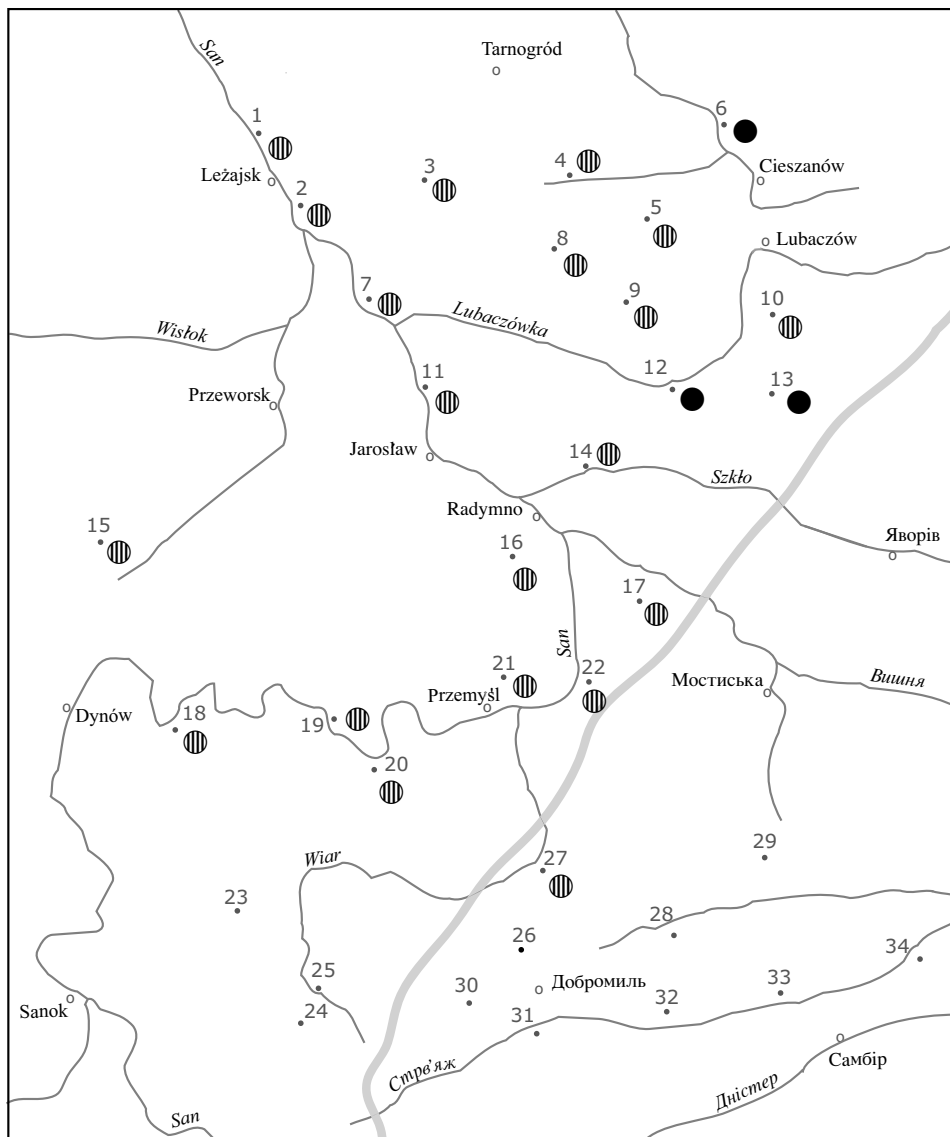 San
Tarnogród
1
6
3
4
Cieszanów
Leżajsk
2
5
8
Lubaczów
7
9
10
Lubaczówka
Wisłok
11
12
13
Przeworsk
Jarosław
14
Szkło
Radymno
15
16
Яворів
17
San
21
22
Мостиська
Вишня
Przemyśl
Dynów
18
19
20
Wiar
27
29
23
28
26
34
25
30
Добромиль
33
Sanok
24
31
32
Стрв'яж
Самбір
Дністер
San